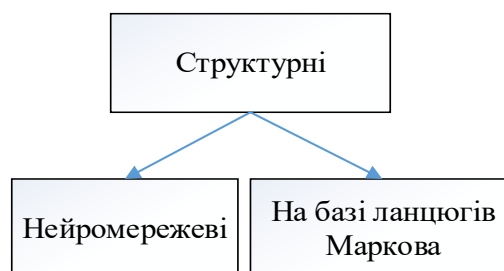 Структурні
Нейромережеві
На базі ланцюгів
Маркова